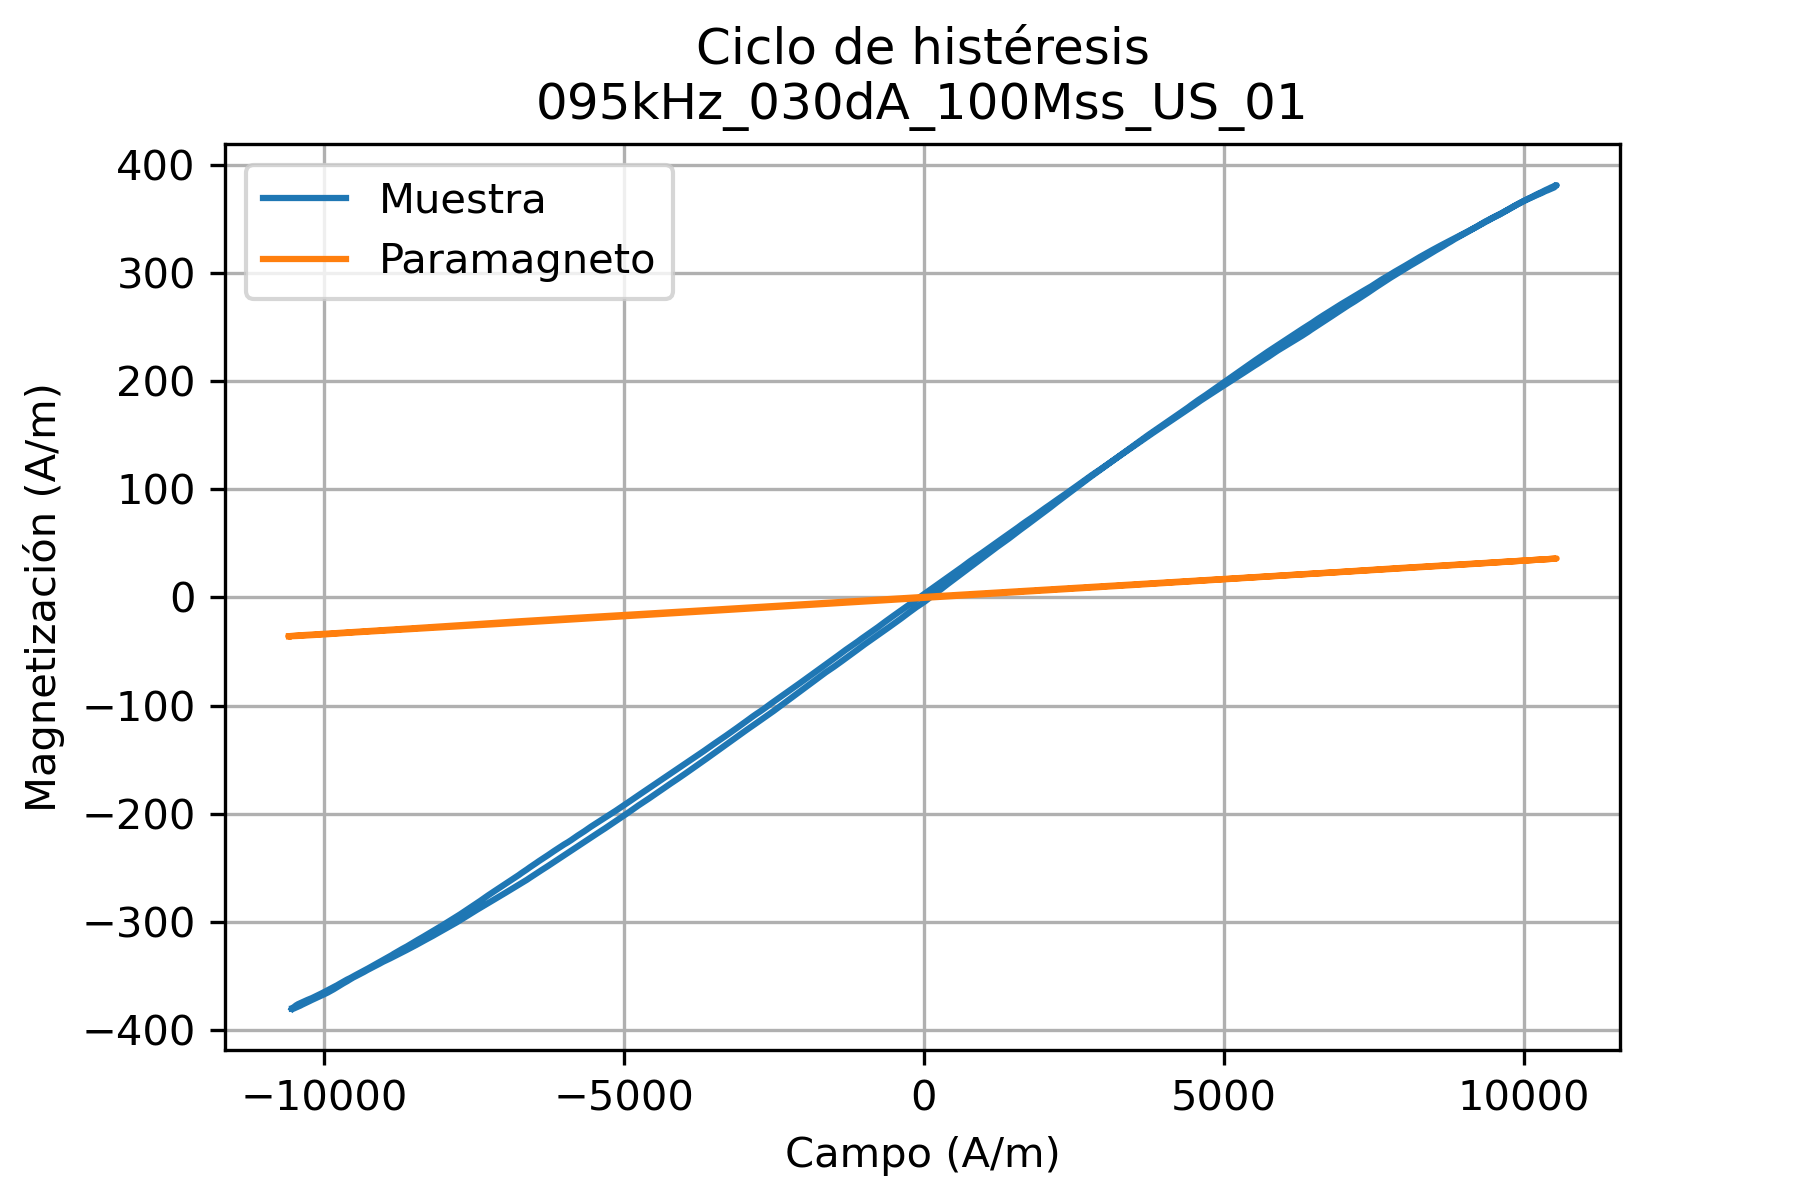 Ciclo de histéresis
095kHz_030dA_100Mss_US_01
Muestra
Paramagneto
Magnetización (A/m)
400
300
200
100
0
−100
−200
−300
−400
−10000
−5000
0
5000
10000
Campo (A/m)